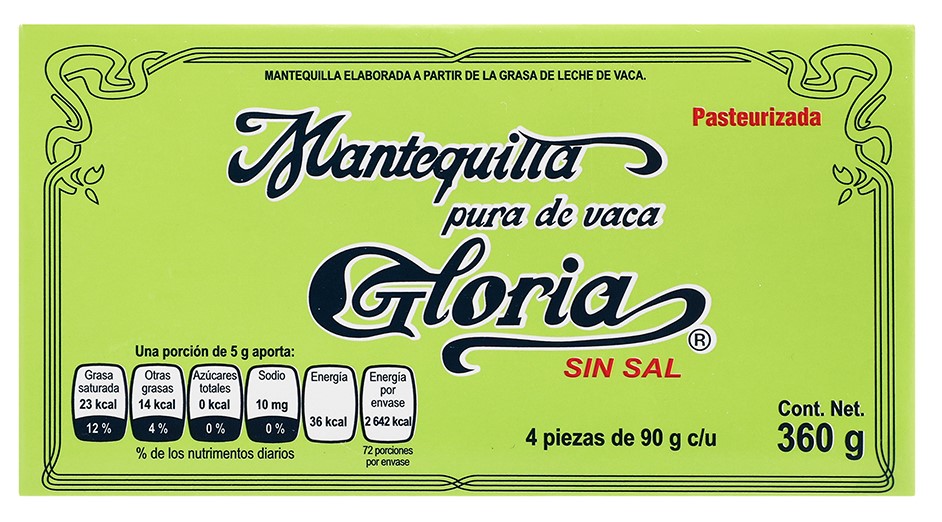 MANTEQUILLA ELABORADA A PARTIR DE LA GRASA DE LECHE DE VACA.
Pasteurizada
Mantequilla
pura de vaca
Gloria
®
SIN SAL
Una porción de 5 g aporta:
Grasa saturada 23 kcal 12 %
Otras grasas 14 kcal 4 %
Azúcares totales 0 kcal 0 %
Sodio 10 mg 0 %
Energía 36 kcal
Energía por envase 2 642 kcal
% de los nutrimentos diarios
72 porciones
por envase
4 piezas de 90 g c/u
Cont. Net.
360 g